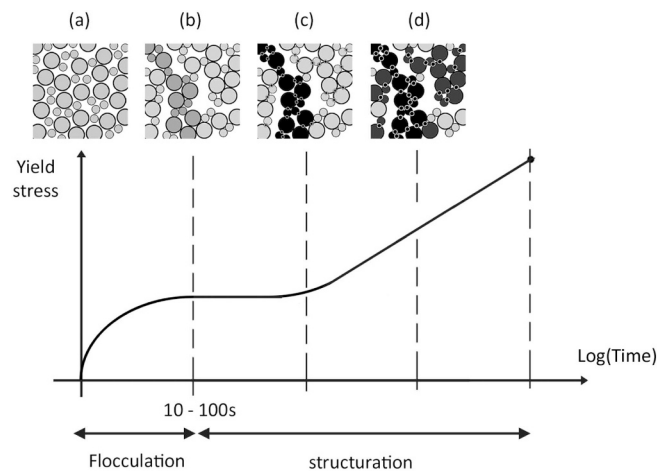 (a) (b) (c) (d)
Yield
stress
Log(Time)
10 - 100s
Flocculation structuration